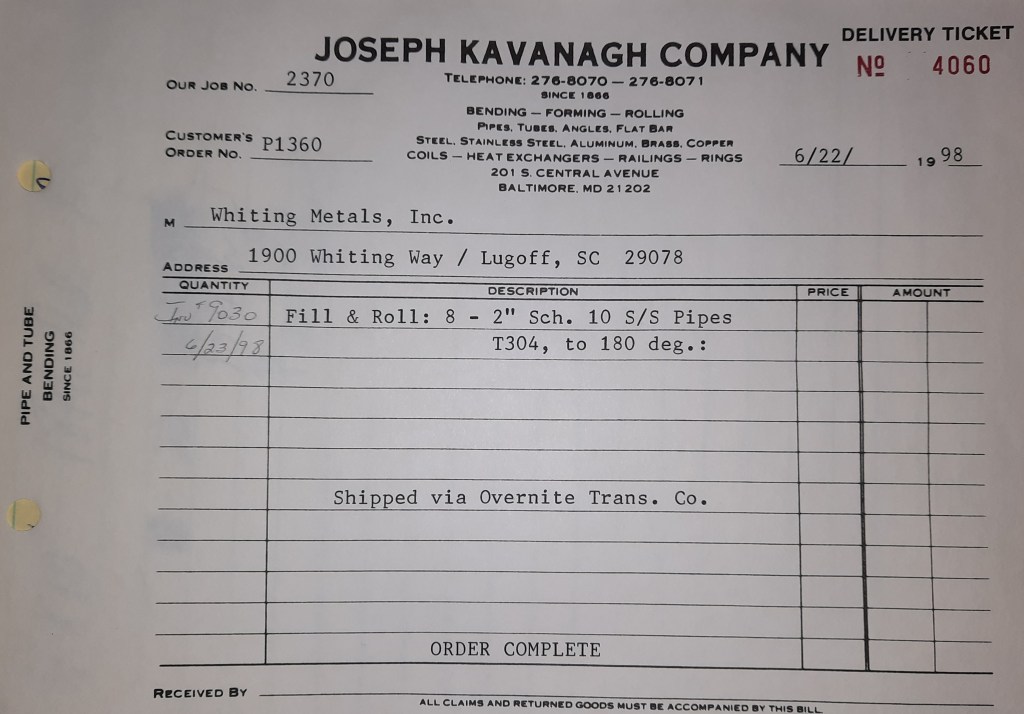 DELIVERY TICKET
JOSEPH KAVANAGH COMPANY
Nº 4060
OUR JOB NO. 2370
TELEPHONE: 276-8070 — 276-8071
SINCE 1866
BENDING — FORMING — ROLLING
PIPES, TUBES, ANGLES, FLAT BAR
CUSTOMER'S ORDER NO. P1360
STEEL, STAINLESS STEEL, ALUMINUM, BRASS, COPPER
COILS — HEAT EXCHANGERS — RAILINGS — RINGS
6/22/ 19 98
201 S. CENTRAL AVENUE
BALTIMORE, MD 21202
M Whiting Metals, Inc.
ADDRESS 1900 Whiting Way / Lugoff, SC 29078
QUANTITY DESCRIPTION PRICE AMOUNT
Inv # 9030 Fill & Roll: 8 - 2" Sch. 10 S/S Pipes
6/23/98 T304, to 180 deg.:
Shipped via Overnite Trans. Co.
ORDER COMPLETE
RECEIVED BY
ALL CLAIMS AND RETURNED GOODS MUST BE ACCOMPANIED BY THIS BILL
PIPE AND TUBE
BENDING
SINCE 1866